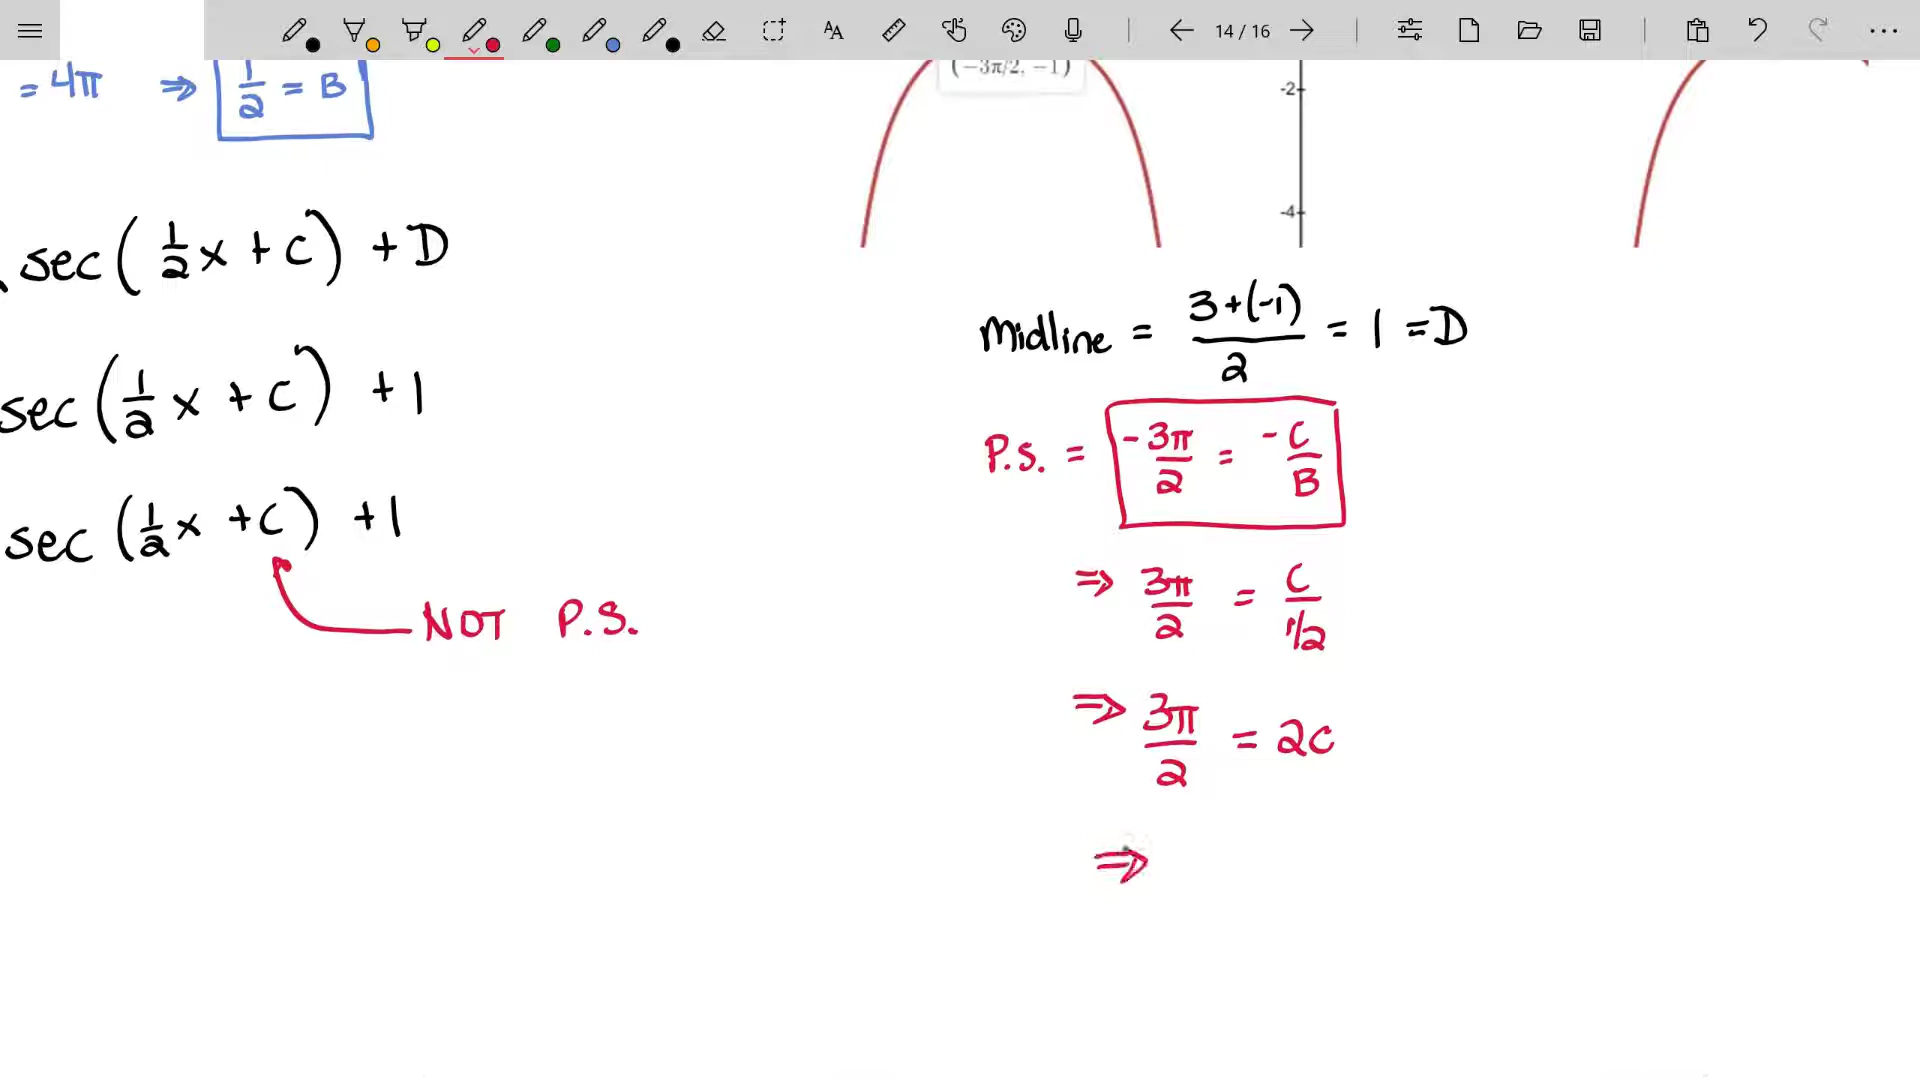 14 / 16
= 4π ⇒ 1/2 = B
(−3π/2, −1)
-2
-4
sec(1/2 x + C) + D
Midline = 3+(-1)/2 = 1 = D
sec(1/2 x + C) + 1
P.S. = -3π/2 = -C/B
sec(1/2 x + C) + 1
⇒ 3π/2 = C/1/2
NOT P.S.
⇒ 3π/2 = 2C
⇒